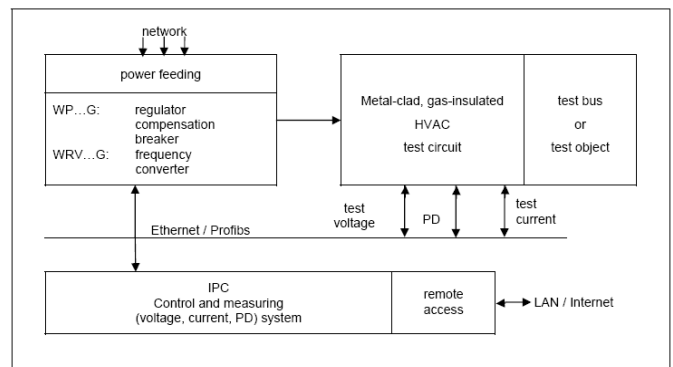 network
power feeding
WP...G: regulator
compensation
breaker
WRV...G: frequency
converter
Metal-clad, gas-insulated
HVAC
test circuit
test bus
or
test object
test
voltage
PD
test
current
Ethernet / Profibs
IPC
Control and measuring
(voltage, current, PD) system
remote
access
LAN / Internet